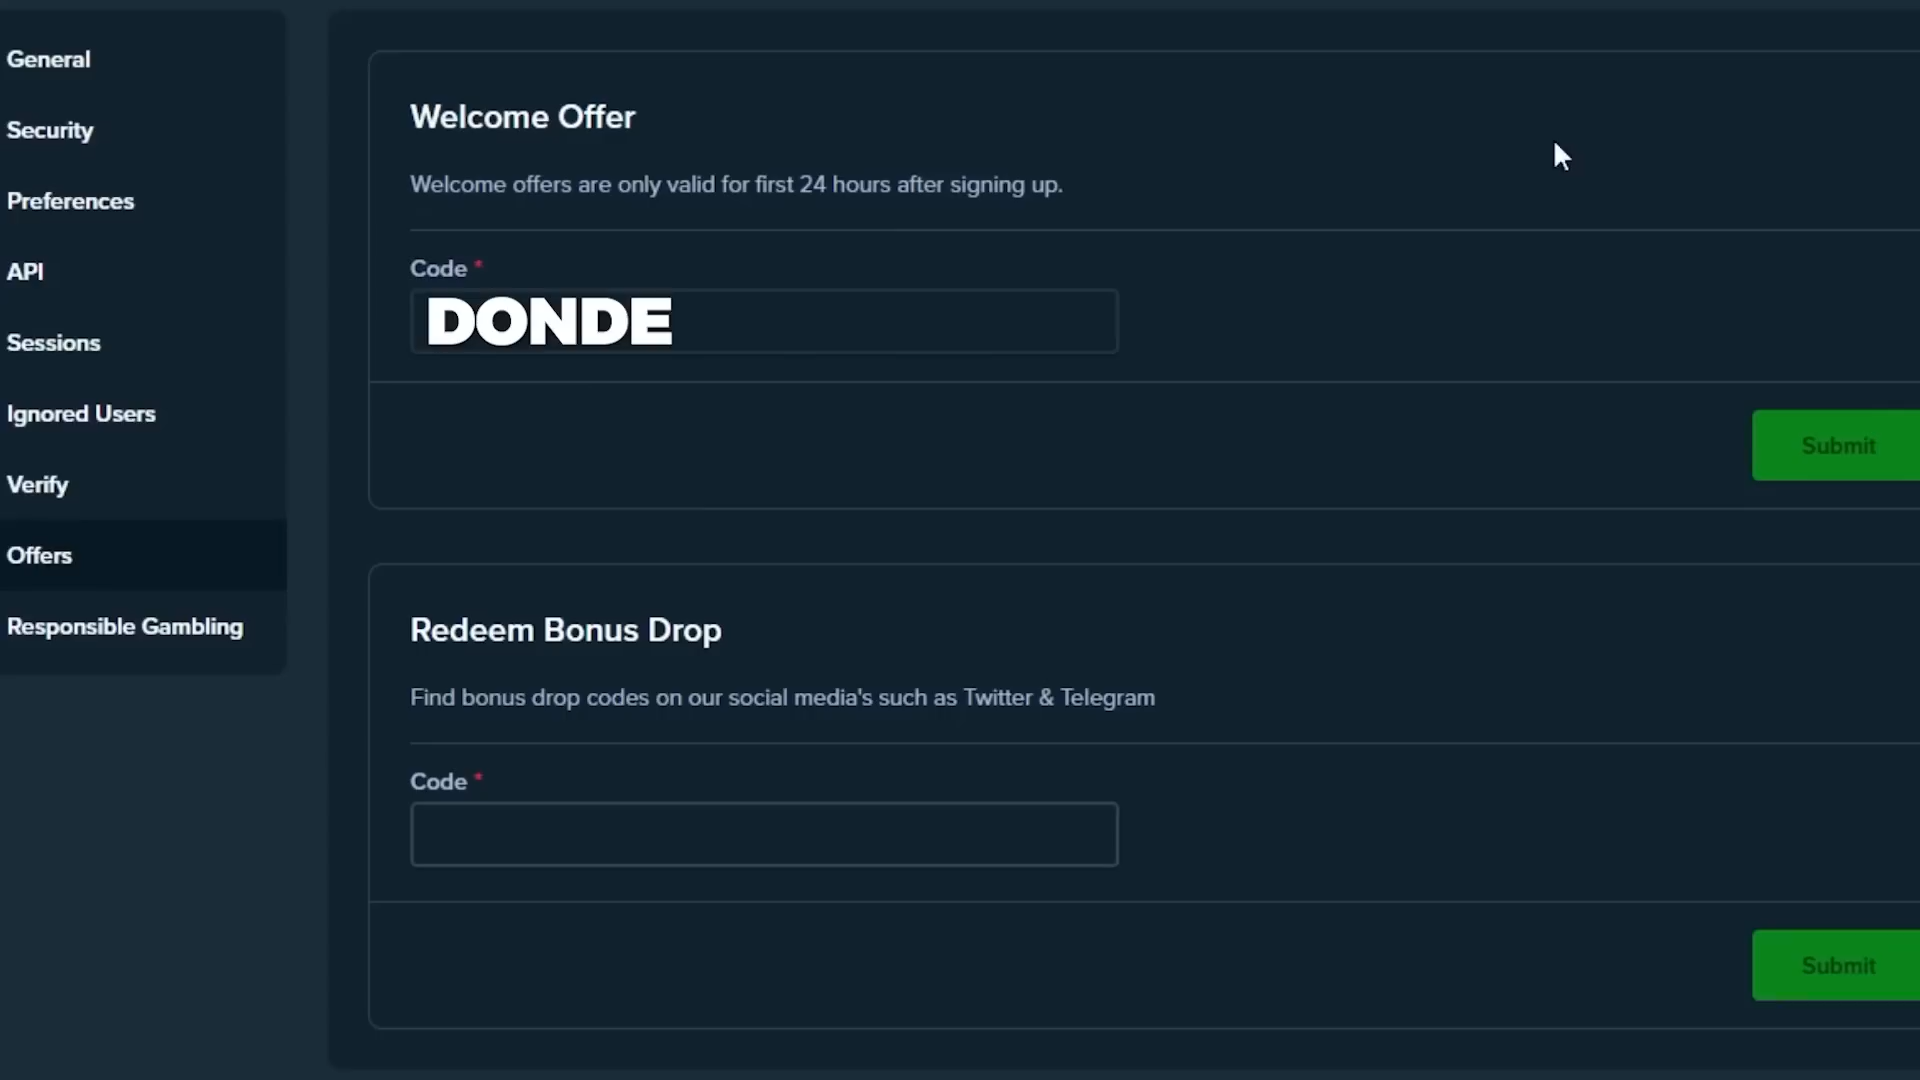 General
Security
Preferences
API
Sessions
Ignored Users
Verify
Offers
Responsible Gambling
Welcome Offer
Welcome offers are only valid for first 24 hours after signing up.
Code *
DONDE
Submit
Redeem Bonus Drop
Find bonus drop codes on our social media's such as Twitter & Telegram
Code *
Submit